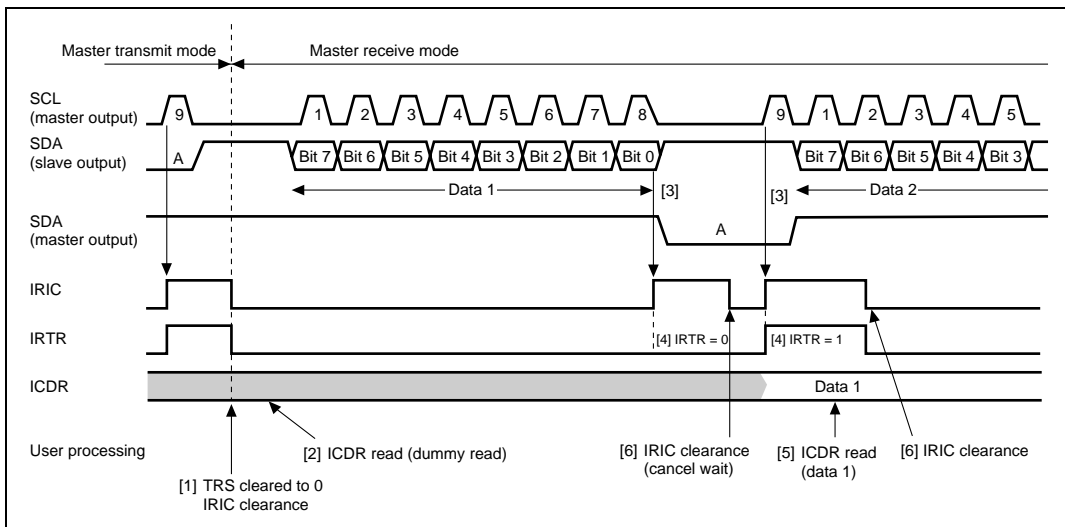 Master transmit mode Master receive mode
SCL
(master output)
9 1 2 3 4 5 6 7 8 9 1 2 3 4 5
SDA
(slave output)
A Bit 7 Bit 6 Bit 5 Bit 4 Bit 3 Bit 2 Bit 1 Bit 0 Bit 7 Bit 6 Bit 5 Bit 4 Bit 3
Data 1 [3] [3] Data 2
SDA
(master output)
A
IRIC
IRTR
[4] IRTR = 0 [4] IRTR = 1
ICDR
Data 1
User processing
[2] ICDR read (dummy read)
[6] IRIC clearance
(cancel wait)
[5] ICDR read
(data 1)
[6] IRIC clearance
[1] TRS cleared to 0
IRIC clearance